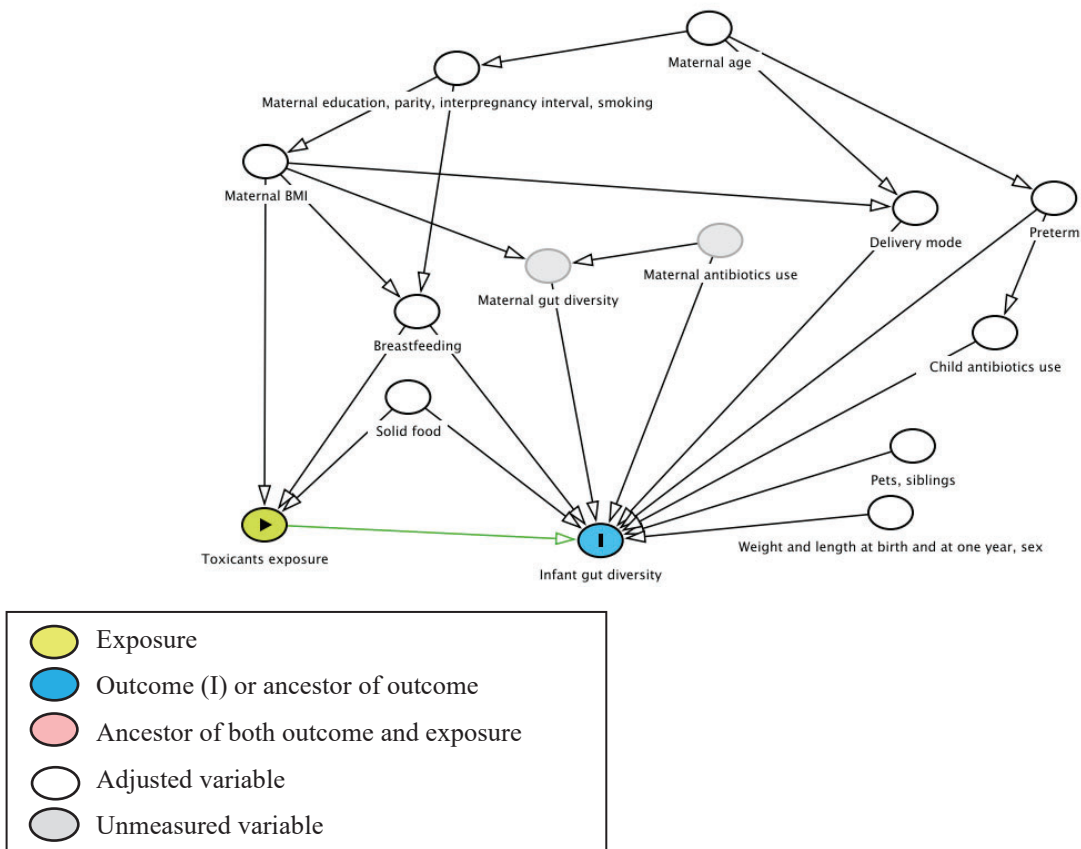 Maternal age
Maternal education, parity, interpregnancy interval, smoking
Maternal BMI
Delivery mode
Preterm
Maternal antibiotics use
Maternal gut diversity
Breastfeeding
Child antibiotics use
Solid food
Pets, siblings
Weight and length at birth and at one year, sex
Toxicants exposure
I
Infant gut diversity
Exposure
Outcome (I) or ancestor of outcome
Ancestor of both outcome and exposure
Adjusted variable
Unmeasured variable